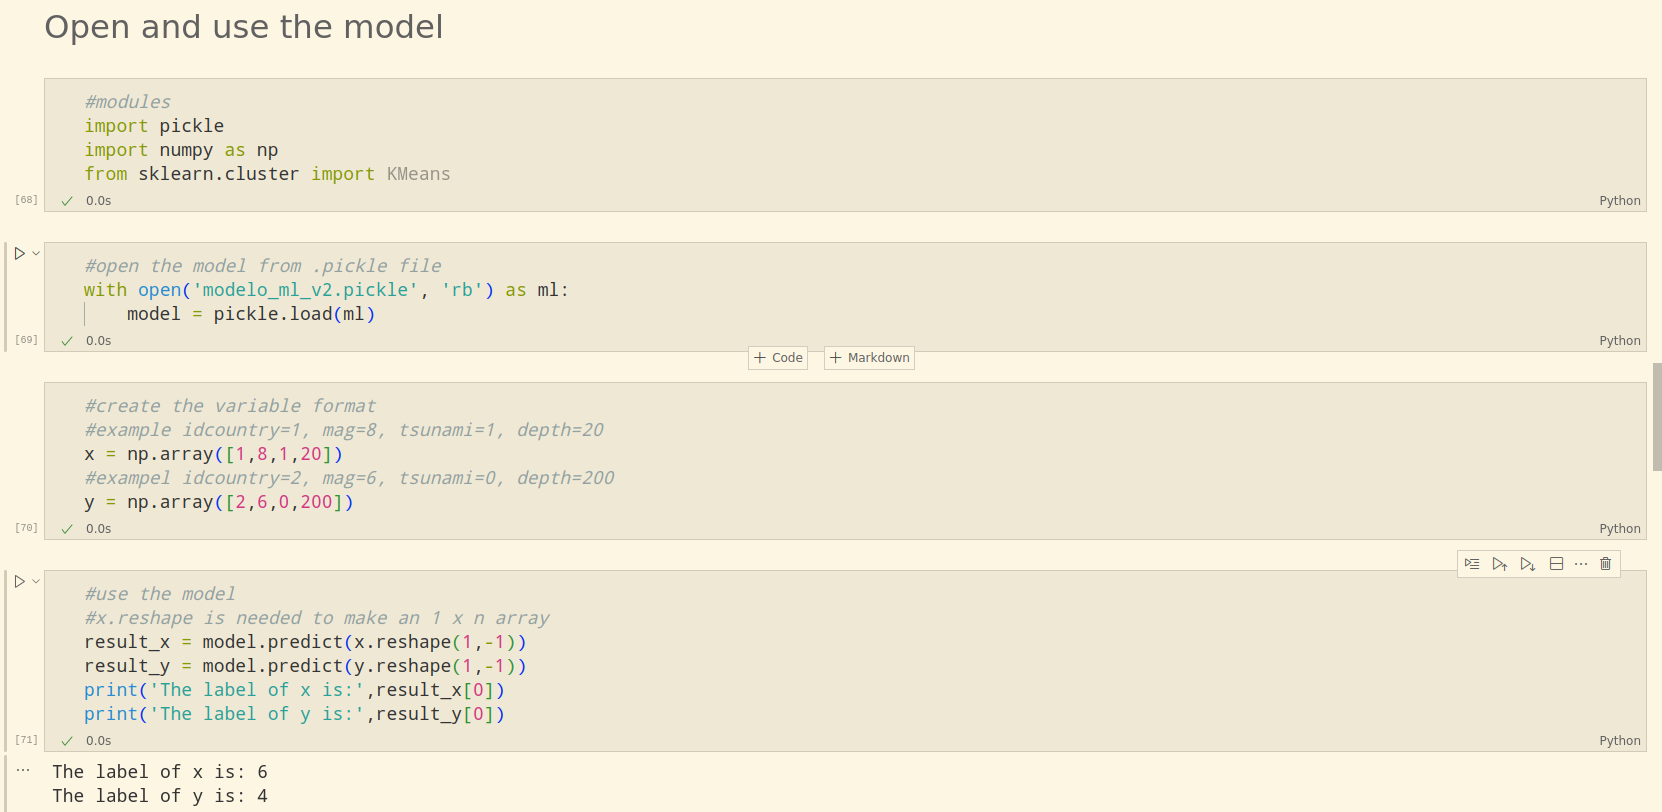 Open and use the model
#modules
import pickle
import numpy as np
from sklearn.cluster import KMeans
[68]
0.0s
Python
#open the model from .pickle file
with open('modelo_ml_v2.pickle', 'rb') as ml:
    model = pickle.load(ml)
[69]
0.0s
Python
+ Code
+ Markdown
#create the variable format
#example idcountry=1, mag=8, tsunami=1, depth=20
x = np.array([1,8,1,20])
#exampel idcountry=2, mag=6, tsunami=0, depth=200
y = np.array([2,6,0,200])
[70]
0.0s
Python
#use the model
#x.reshape is needed to make an 1 x n array
result_x = model.predict(x.reshape(1,-1))
result_y = model.predict(y.reshape(1,-1))
print('The label of x is:',result_x[0])
print('The label of y is:',result_y[0])
[71]
0.0s
Python
The label of x is: 6
The label of y is: 4